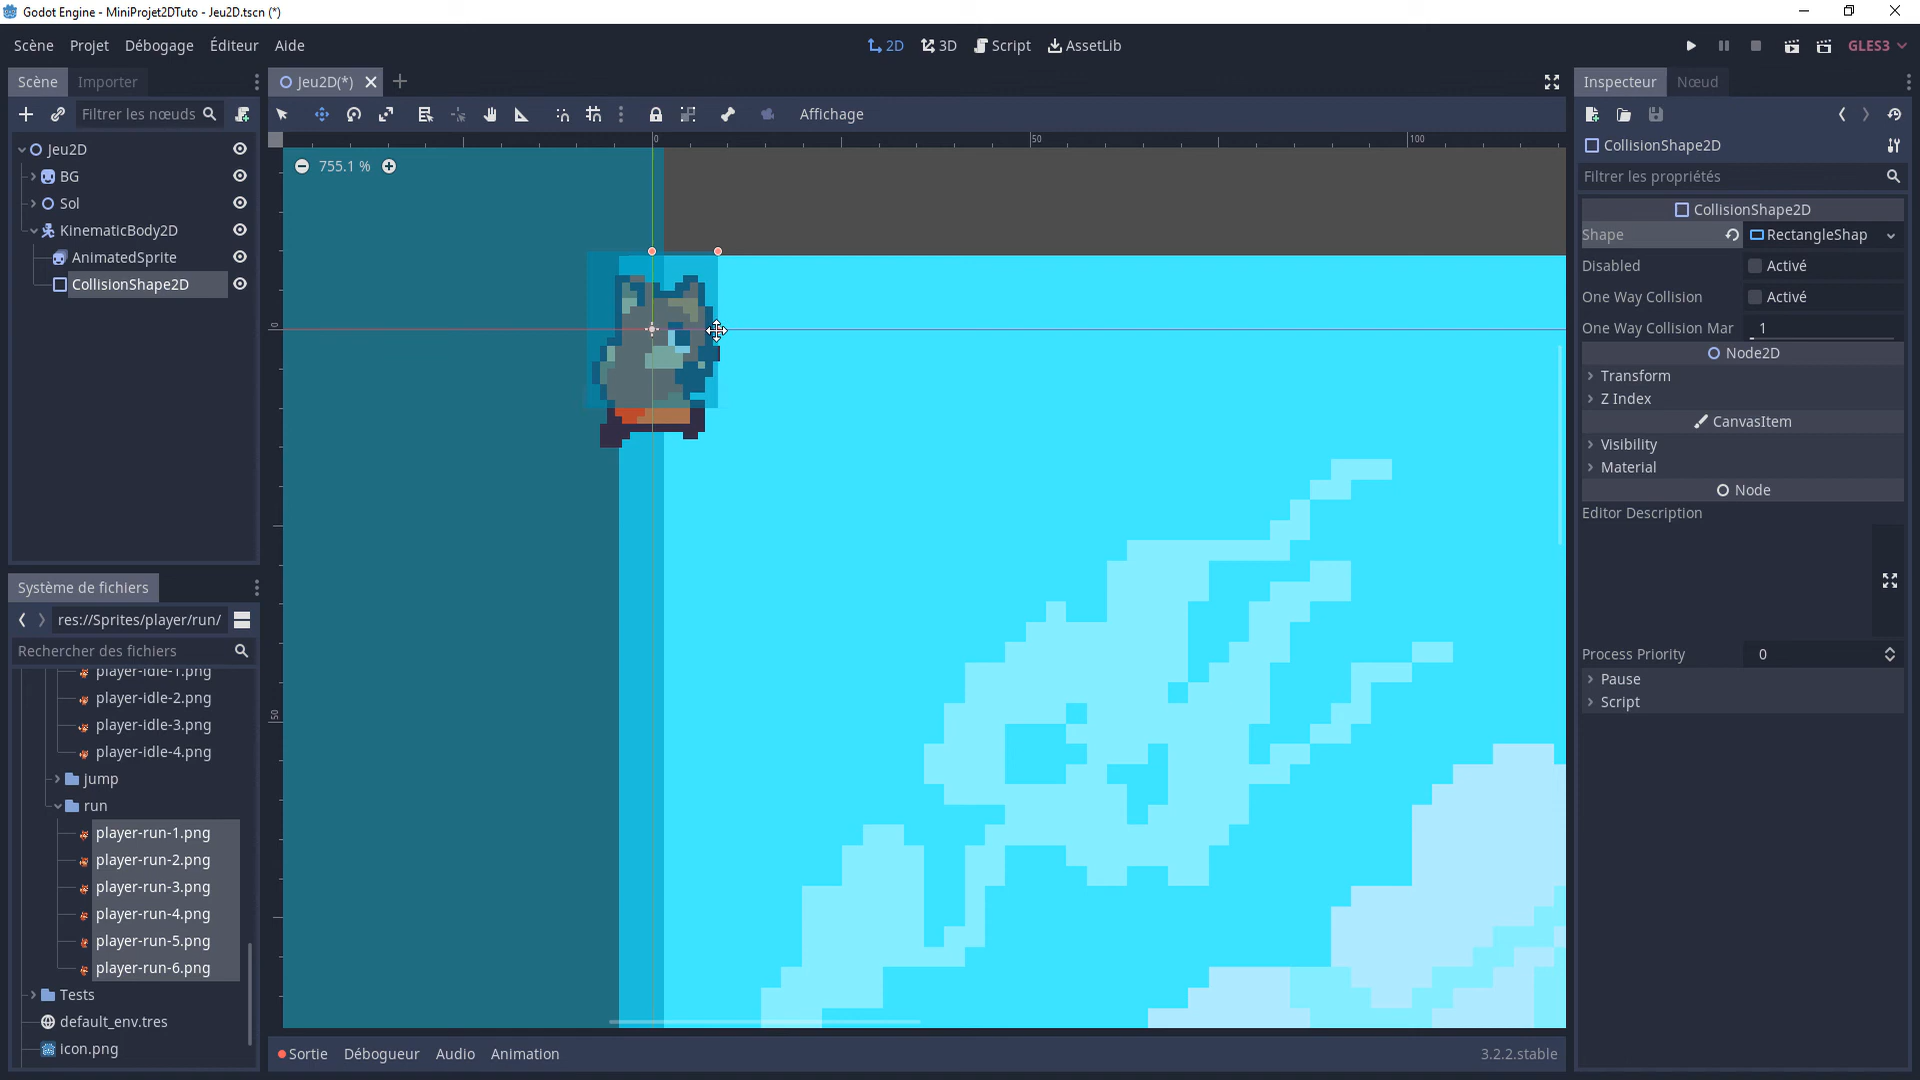 Godot Engine - MiniProjet2DTuto - Jeu2D.tscn (*)
Scène Projet Débogage Éditeur Aide
2D 3D Script AssetLib
GLES3
Scène Importer
Jeu2D(*)
Inspecteur Nœud
Filtrer les nœuds
Affichage
CollisionShape2D
Filtrer les propriétés
Jeu2D
BG
Sol
KinematicBody2D
AnimatedSprite
CollisionShape2D
0 50 100
755.1 %
0
50
CollisionShape2D
Shape RectangleShap
Disabled Activé
One Way Collision Activé
One Way Collision Mar 1
Node2D
Transform
Z Index
CanvasItem
Visibility
Material
Node
Editor Description
Process Priority 0
Pause
Script
Système de fichiers
res://Sprites/player/run/
Rechercher des fichiers
player-idle-1.png
player-idle-2.png
player-idle-3.png
player-idle-4.png
jump
run
player-run-1.png
player-run-2.png
player-run-3.png
player-run-4.png
player-run-5.png
player-run-6.png
Tests
default_env.tres
icon.png
Sortie Débogueur Audio Animation
3.2.2.stable